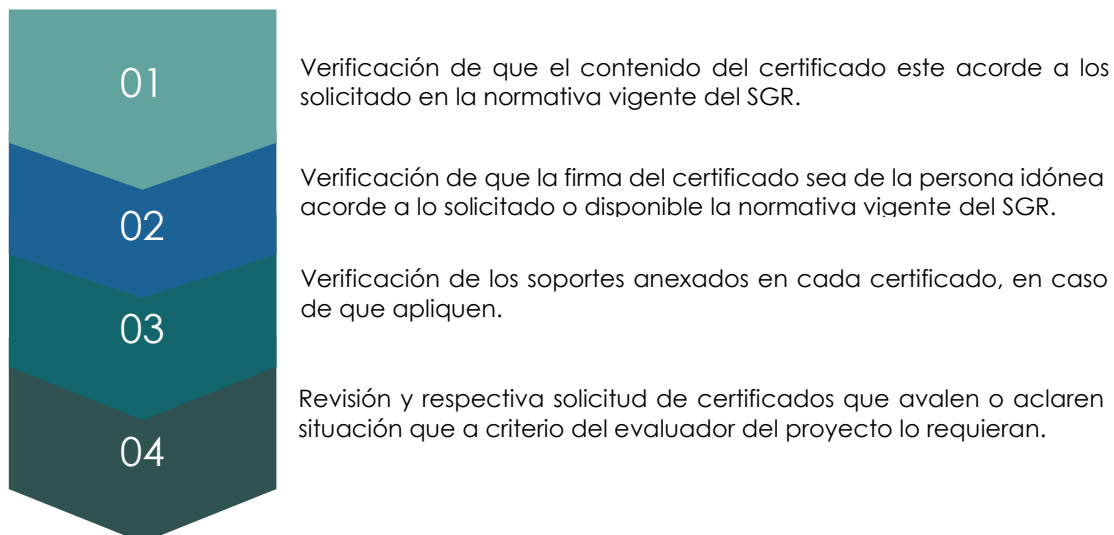 01
Verificación de que el contenido del certificado este acorde a los
solicitado en la normativa vigente del SGR.
02
Verificación de que la firma del certificado sea de la persona idónea
acorde a lo solicitado o disponible la normativa vigente del SGR.
03
Verificación de los soportes anexados en cada certificado, en caso
de que apliquen.
04
Revisión y respectiva solicitud de certificados que avalen o aclaren
situación que a criterio del evaluador del proyecto lo requieran.